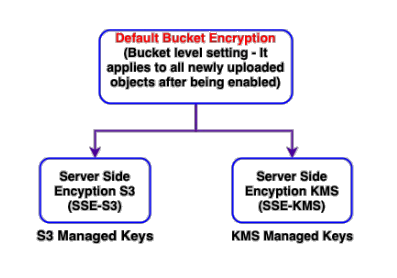 Default Bucket Encryption
(Bucket level setting - It
applies to all newly uploaded
objects after being enabled)
Server Side
Encyption S3
(SSE-S3)
Server Side
Encyption KMS
(SSE-KMS)
S3 Managed Keys
KMS Managed Keys